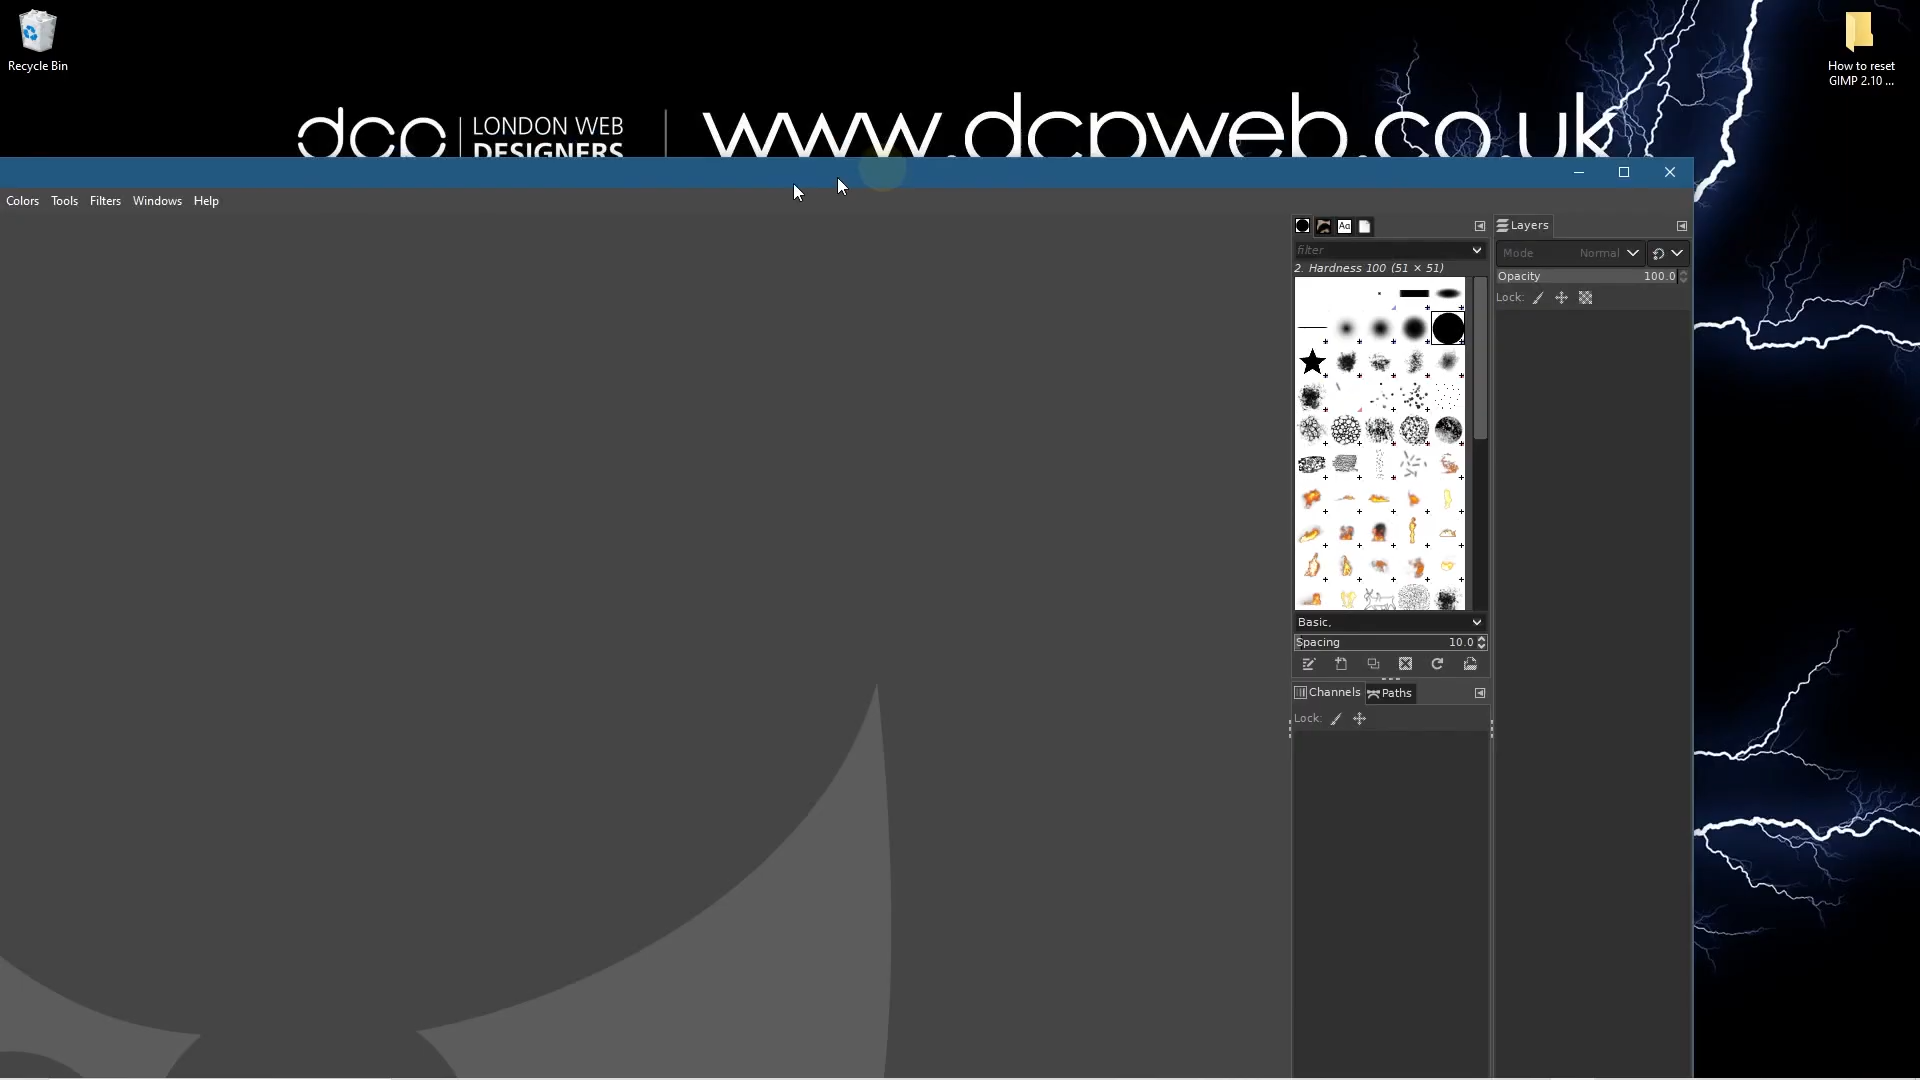 Recycle Bin
How to reset
GIMP 2.10 ...
dcp
LONDON WEB
DESIGNERS
www.dcpweb.co.uk
Colors Tools Filters Windows Help
Aa
Layers
filter
Mode Normal
2. Hardness 100 (51 × 51)
Opacity 100.0
Lock:
Basic,
Spacing 10.0
Channels Paths
Lock: